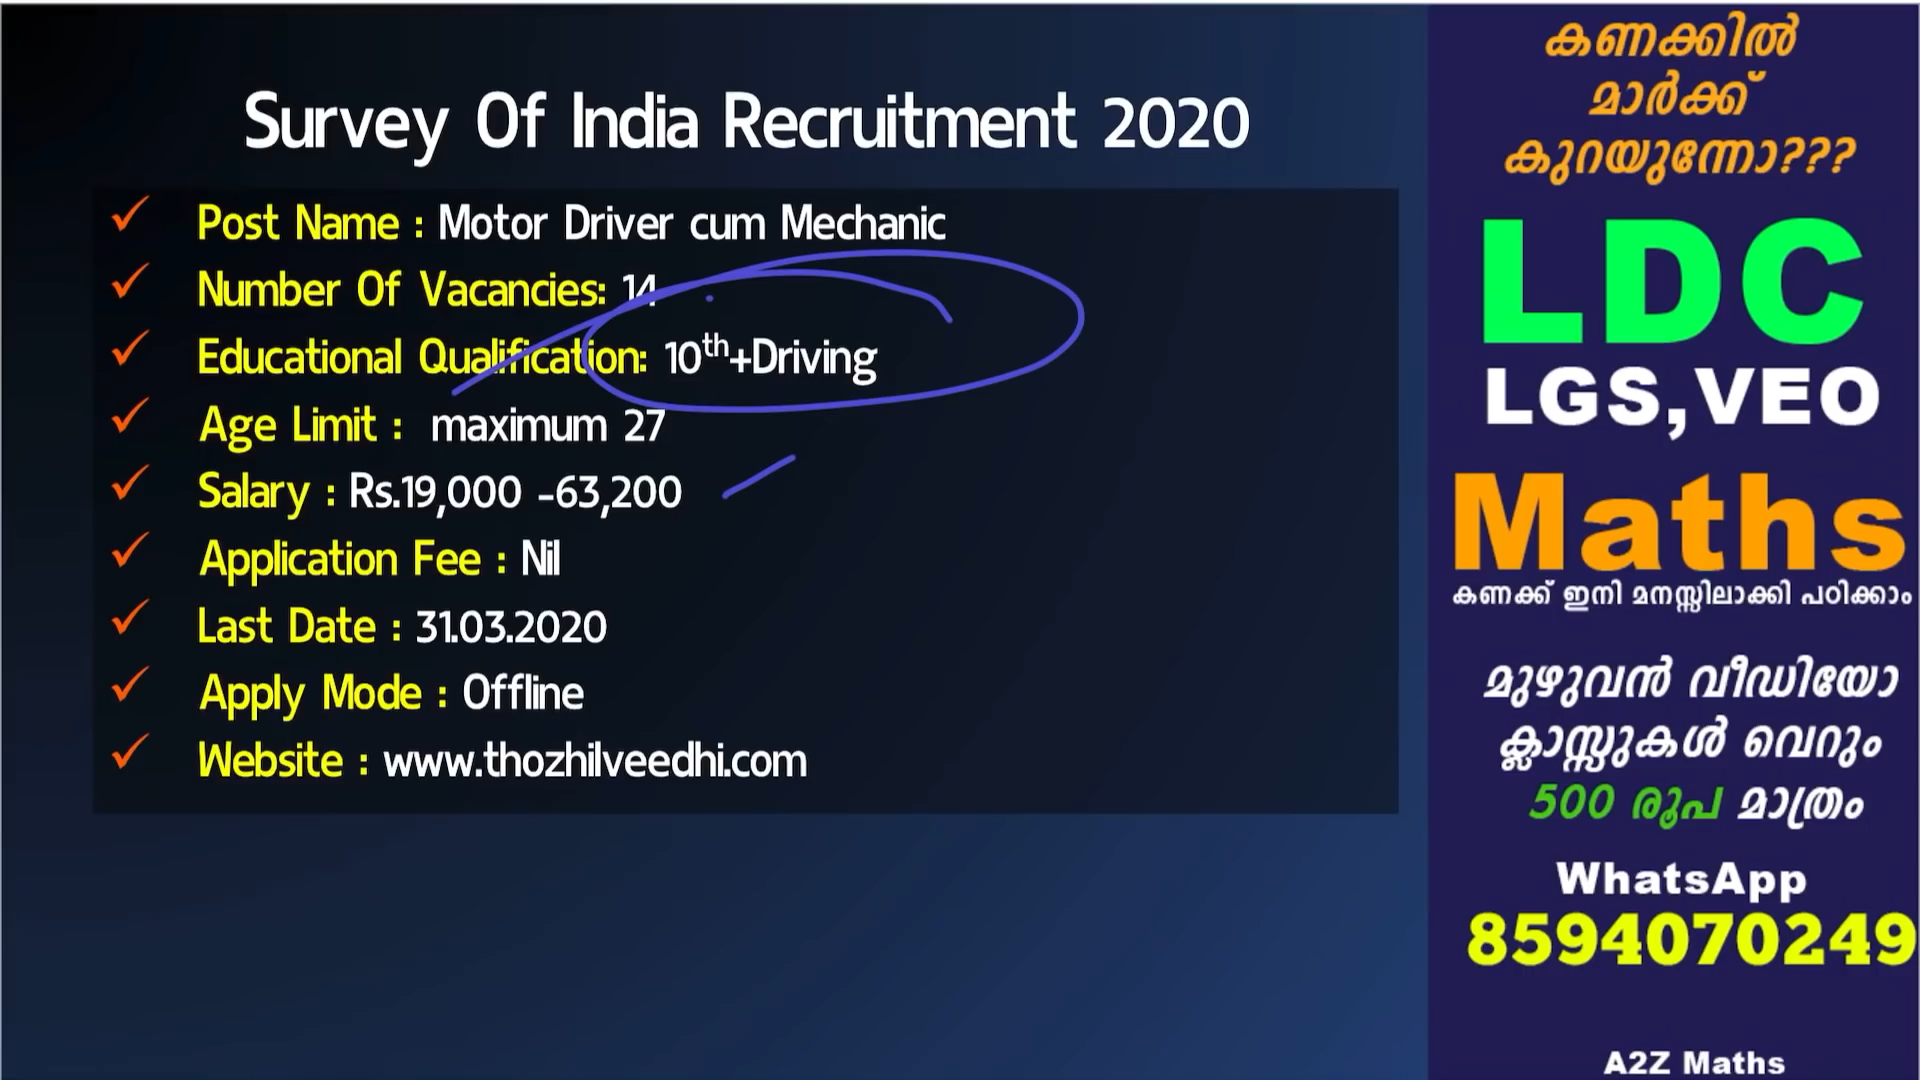 Survey Of India Recruitment 2020
Post Name : Motor Driver cum Mechanic
Number Of Vacancies: 14
Educational Qualification: 10th+Driving
Age Limit : maximum 27
Salary : Rs.19,000 -63,200
Application Fee : Nil
Last Date : 31.03.2020
Apply Mode : Offline
Website : www.thozhilveedhi.com
കണക്കിൽ
മാർക്ക്
കുറയുന്നോ???
LDC
LGS,VEO
Maths
കണക്ക് ഇനി മനസ്സിലാക്കി പഠിക്കാം
മുഴുവൻ വീഡിയോ
ക്ലാസ്സുകൾ വെറും
500 രൂപ മാത്രം
WhatsApp
8594070249
A2Z Maths